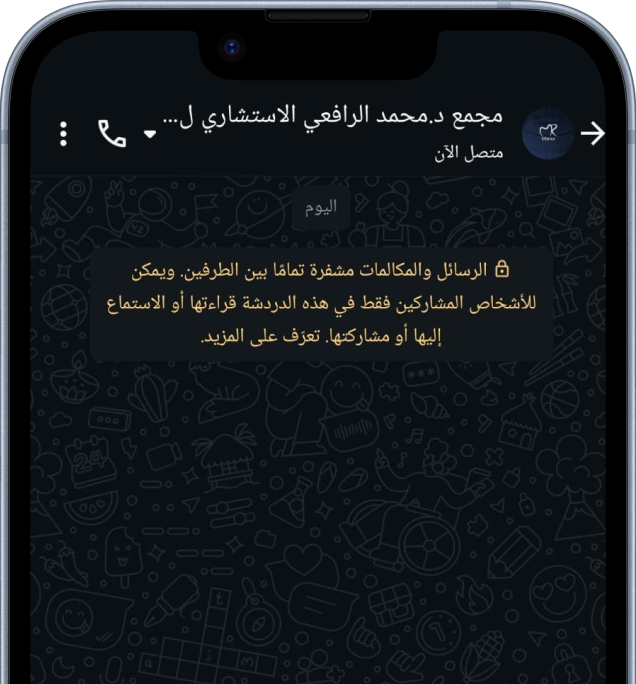 مجمع د.محمد الرافعي الاستشاري ل...
متصل الآن
اليوم
الرسائل والمكالمات مشفرة تمامًا بين الطرفين. ويمكن
للأشخاص المشاركين فقط في هذه الدردشة قراءتها أو الاستماع
إليها أو مشاركتها. تعرّف على المزيد.
24